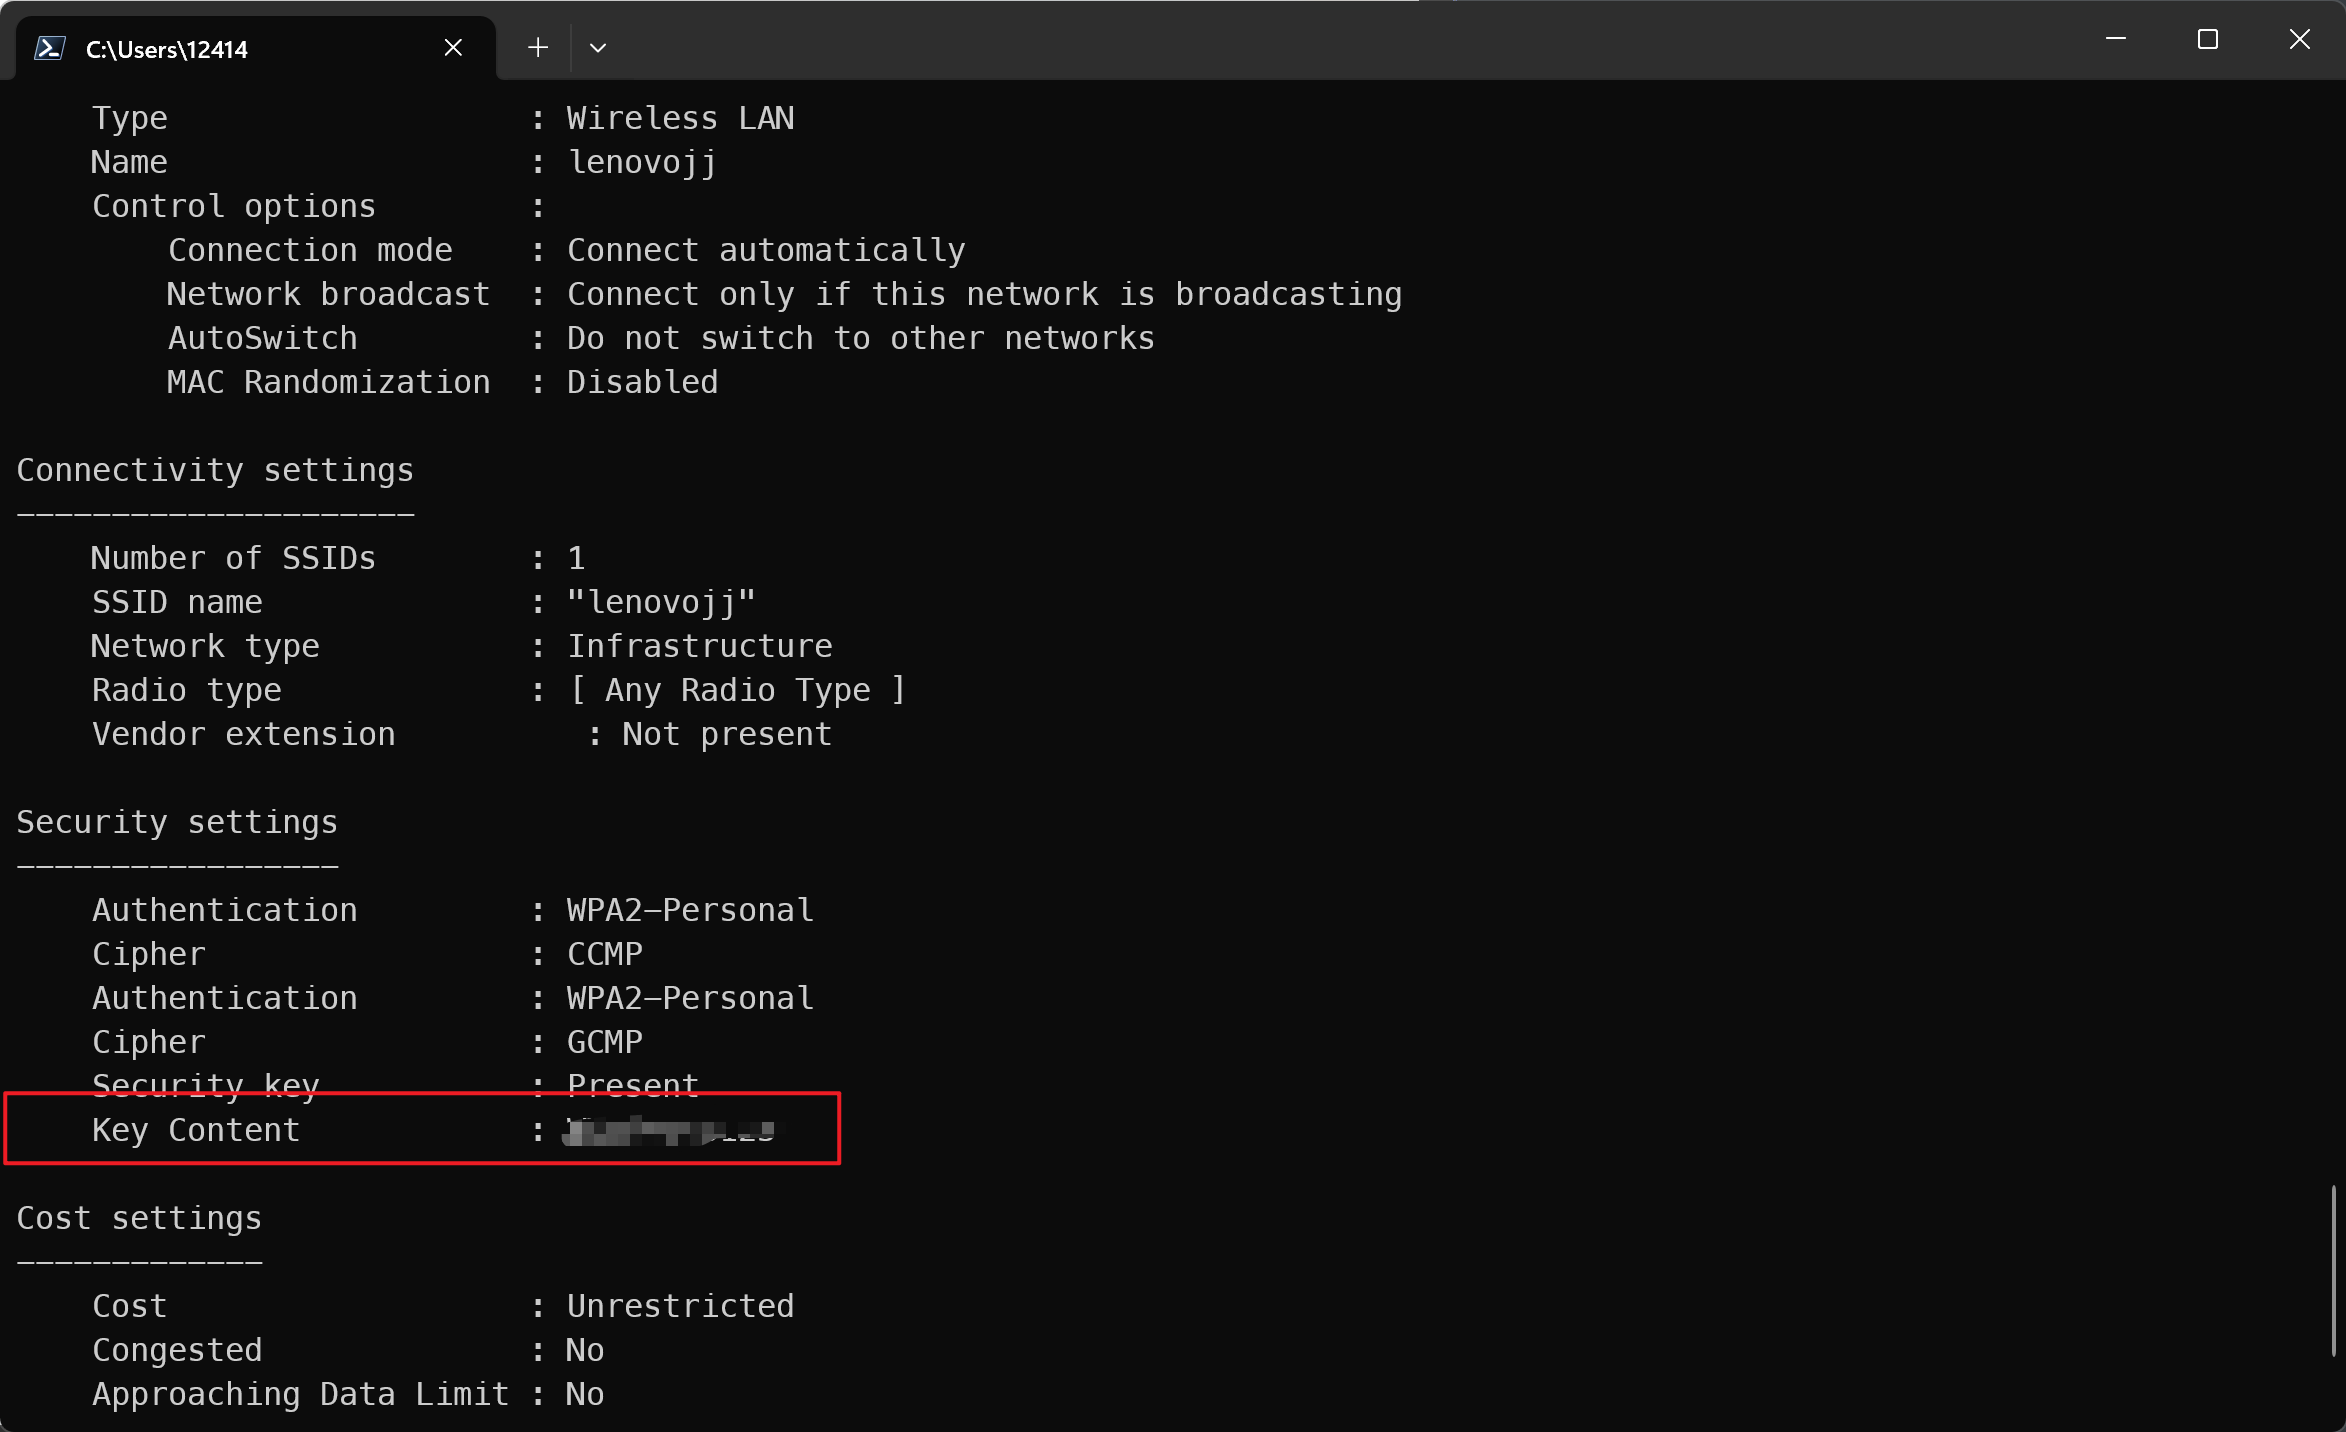 C:\Users\12414
Type : Wireless LAN
Name : lenovojj
Control options :
Connection mode : Connect automatically
Network broadcast : Connect only if this network is broadcasting
AutoSwitch : Do not switch to other networks
MAC Randomization : Disabled
Connectivity settings
---------------------
Number of SSIDs : 1
SSID name : "lenovojj"
Network type : Infrastructure
Radio type : [ Any Radio Type ]
Vendor extension : Not present
Security settings
-----------------
Authentication : WPA2-Personal
Cipher : CCMP
Authentication : WPA2-Personal
Cipher : GCMP
Security key : Present
Key Content :
Cost settings
-------------
Cost : Unrestricted
Congested : No
Approaching Data Limit : No